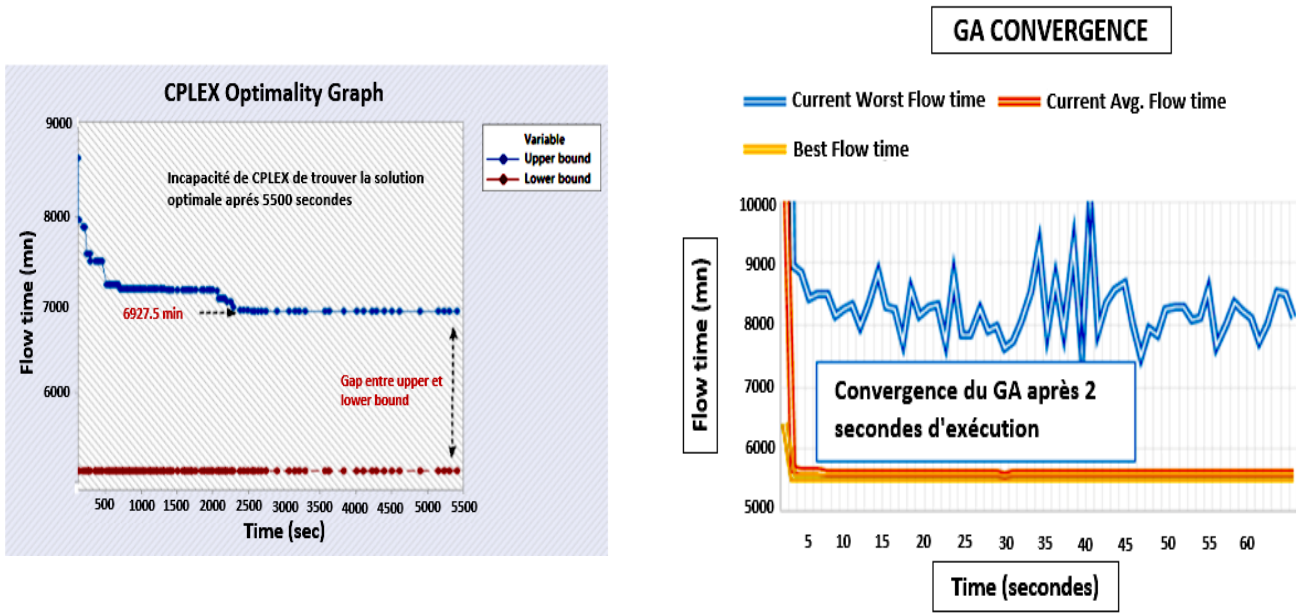 CPLEX Optimality Graph
9000
8000
7000
6000
Flow time (mn)
Incapacité de CPLEX de trouver la solution
optimale aprés 5500 secondes
6927.5 min
Gap entre upper et
lower bound
500 1000 1500 2000 2500 3000 3500 4000 4500 5000 5500
Time (sec)
Variable
Upper bound
Lower bound
GA CONVERGENCE
Current Worst Flow time
Current Avg. Flow time
Best Flow time
10000
9000
8000
7000
6000
5000
Flow time (mn)
Convergence du GA après 2
secondes d'exécution
5 10 15 20 25 30 35 40 45 50 55 60
Time (secondes)